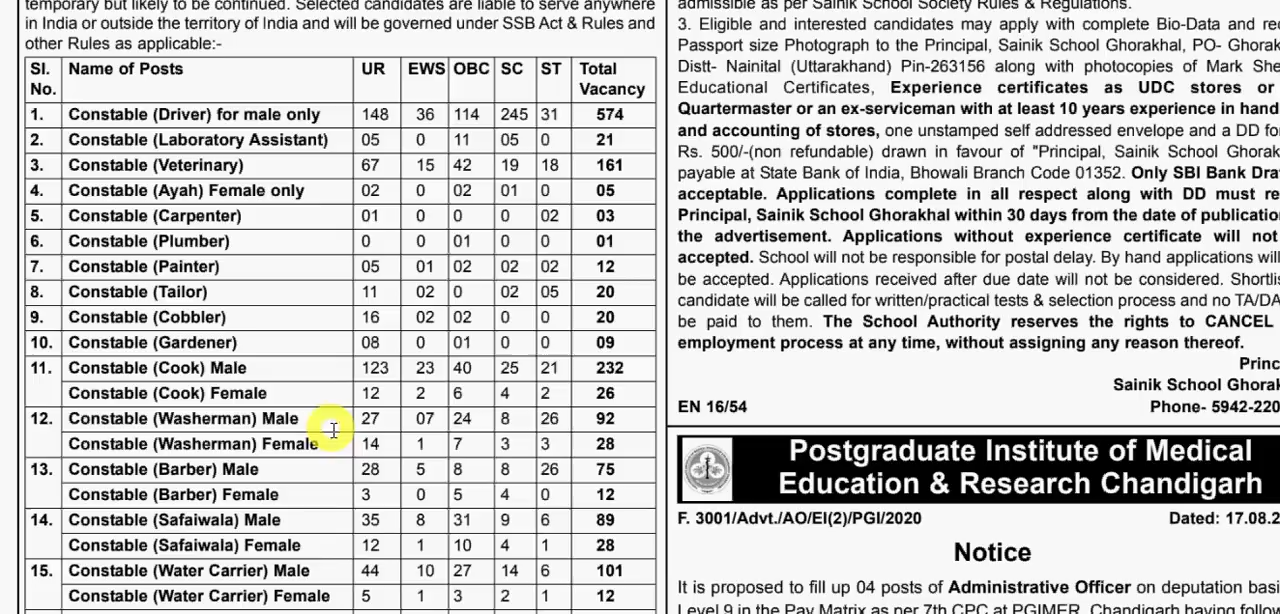 temporary but likely to be continued. Selected candidates are liable to serve anywhere
in India or outside the territory of India and will be governed under SSB Act & Rules and
other Rules as applicable:-
Sl. No. Name of Posts UR EWS OBC SC ST Total Vacancy
1. Constable (Driver) for male only 148 36 114 245 31 574
2. Constable (Laboratory Assistant) 05 0 11 05 0 21
3. Constable (Veterinary) 67 15 42 19 18 161
4. Constable (Ayah) Female only 02 0 02 01 0 05
5. Constable (Carpenter) 01 0 0 0 02 03
6. Constable (Plumber) 0 0 01 0 0 01
7. Constable (Painter) 05 01 02 02 02 12
8. Constable (Tailor) 11 02 0 02 05 20
9. Constable (Cobbler) 16 02 02 0 0 20
10. Constable (Gardener) 08 0 01 0 0 09
11. Constable (Cook) Male 123 23 40 25 21 232
Constable (Cook) Female 12 2 6 4 2 26
12. Constable (Washerman) Male 27 07 24 8 26 92
Constable (Washerman) Female 14 1 7 3 3 28
13. Constable (Barber) Male 28 5 8 8 26 75
Constable (Barber) Female 3 0 5 4 0 12
14. Constable (Safaiwala) Male 35 8 31 9 6 89
Constable (Safaiwala) Female 12 1 10 4 1 28
15. Constable (Water Carrier) Male 44 10 27 14 6 101
Constable (Water Carrier) Female 5 1 3 2 1 12
admissible as per Sainik School Society Rules & Regulations.
3. Eligible and interested candidates may apply with complete Bio-Data and
Passport size Photograph to the Principal, Sainik School Ghorakhal, PO-
Distt- Nainital (Uttarakhand) Pin-263156 along with photocopies of Mark
Educational Certificates, Experience certificates as UDC stores or
Quartermaster or an ex-serviceman with at least 10 years experience in
and accounting of stores, one unstamped self addressed envelope and a DD
Rs. 500/-(non refundable) drawn in favour of "Principal, Sainik School
payable at State Bank of India, Bhowali Branch Code 01352. Only SBI Bank
acceptable. Applications complete in all respect along with DD must
Principal, Sainik School Ghorakhal within 30 days from the date of
the advertisement. Applications without experience certificate will not
accepted. School will not be responsible for postal delay. By hand applications will
be accepted. Applications received after due date will not be considered.
candidate will be called for written/practical tests & selection process and no TA/DA
be paid to them. The School Authority reserves the rights to CANCEL
employment process at any time, without assigning any reason thereof.
Sainik School
EN 16/54 Phone- 5942-220
Postgraduate Institute of Medical
Education & Research Chandigarh
F. 3001/Advt./AO/EI(2)/PGI/2020 Dated: 17.08.2
Notice
It is proposed to fill up 04 posts of Administrative Officer on deputation
Level 9 in the Pay Matrix as per 7th CPC at PGIMER, Chandigarh having